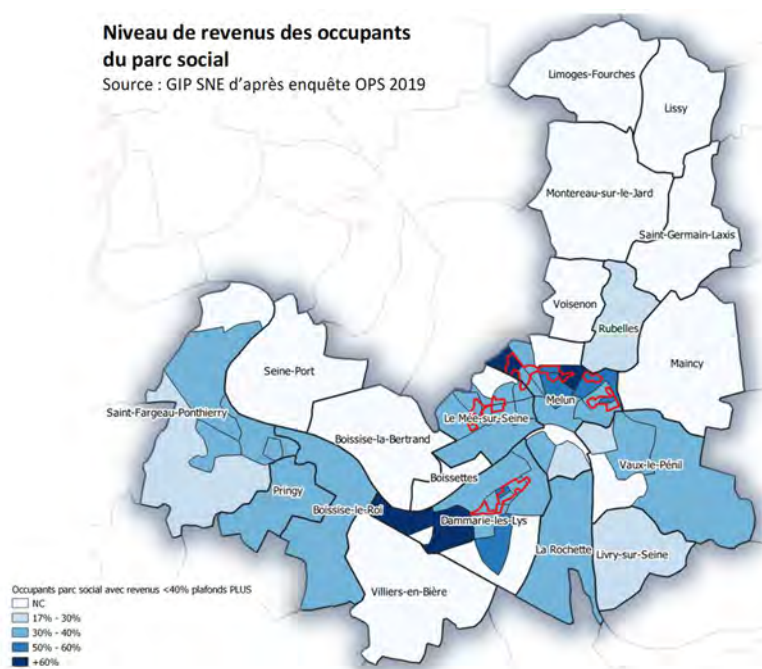 Niveau de revenus des occupants
du parc social
Source : GIP SNE d'après enquête OPS 2019
Limoges-Fourches
Lissy
Montereau-sur-le-Jard
Saint-Germain-Laxis
Voisenon
Rubelles
Maincy
Seine-Port
Saint-Fargeau-Ponthierry
Melun
Le Mée-sur-Seine
Boissise-la-Bertrand
Boissettes
Vaux-le-Pénil
Pringy
Boissise-le-Roi
Dammarie-les-Lys
La Rochette
Livry-sur-Seine
Villiers-en-Bière
Occupants parc social avec revenus <40% plafonds PLUS
NC
17% - 30%
30% - 40%
50% - 60%
+60%